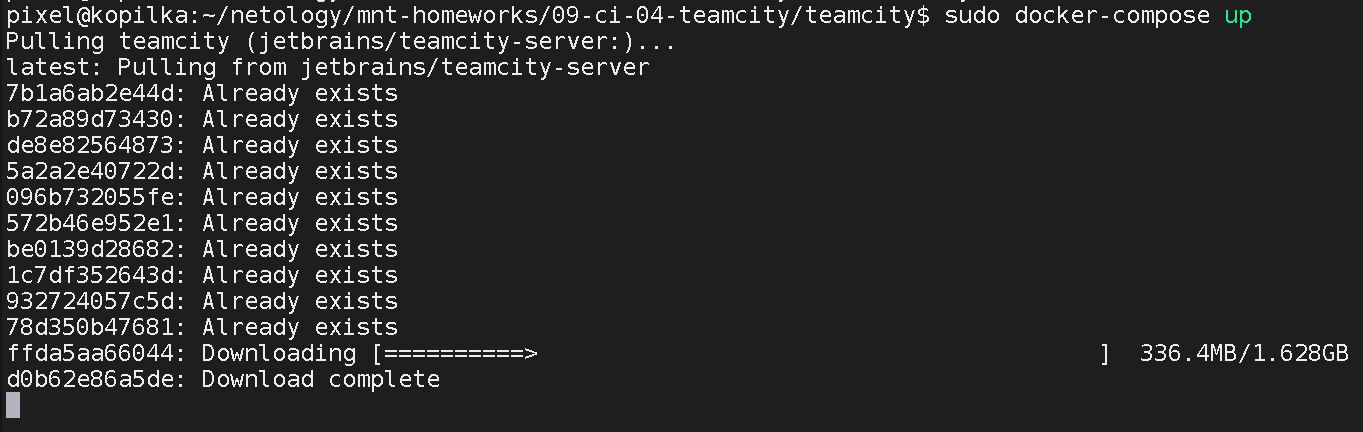 pixel@kopilka:~/netology/mnt-homeworks/09-ci-04-teamcity/teamcity$ sudo docker-compose up
Pulling teamcity (jetbrains/teamcity-server:)...
latest: Pulling from jetbrains/teamcity-server
7b1a6ab2e44d: Already exists
b72a89d73430: Already exists
de8e82564873: Already exists
5a2a2e40722d: Already exists
096b732055fe: Already exists
572b46e952e1: Already exists
be0139d28682: Already exists
1c7df352643d: Already exists
932724057c5d: Already exists
78d350b47681: Already exists
ffda5aa66044: Downloading [==========>                                        ]  336.4MB/1.628GB
d0b62e86a5de: Download complete